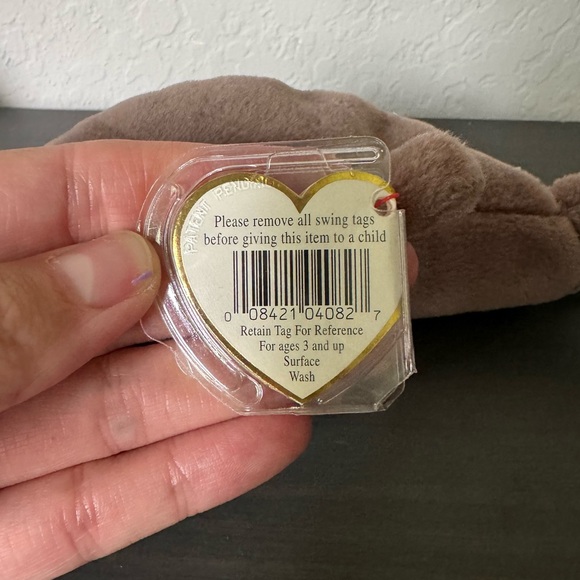 PATENT PENDING
Please remove all swing tags
before giving this item to a child
0 08421 04082 7
Retain Tag For Reference
For ages 3 and up
Surface
Wash